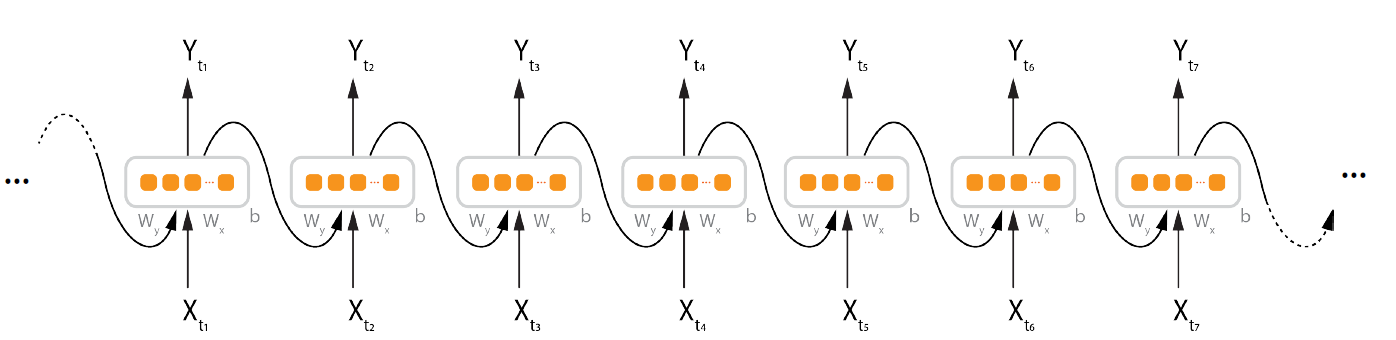 Yt1 Yt2 Yt3 Yt4 Yt5 Yt6 Yt7
... ... ... ... ... ... ... ... ...
Wy Wx b Wy Wx b Wy Wx b Wy Wx b Wy Wx b Wy Wx b Wy Wx b
Xt1 Xt2 Xt3 Xt4 Xt5 Xt6 Xt7